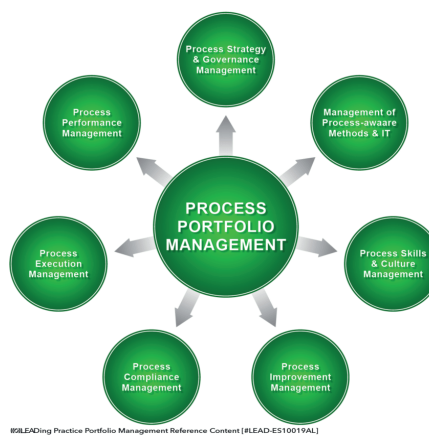 Process Strategy
& Governance
Management
Management of
Process-aware
Methods & IT
Process Skills
& Culture
Management
Process
Improvement
Management
Process
Compliance
Management
Process
Execution
Management
Process
Performance
Management
PROCESS
PORTFOLIO
MANAGEMENT
LEADing Practice Portfolio Management Reference Content [#LEAD-ES10019AL]